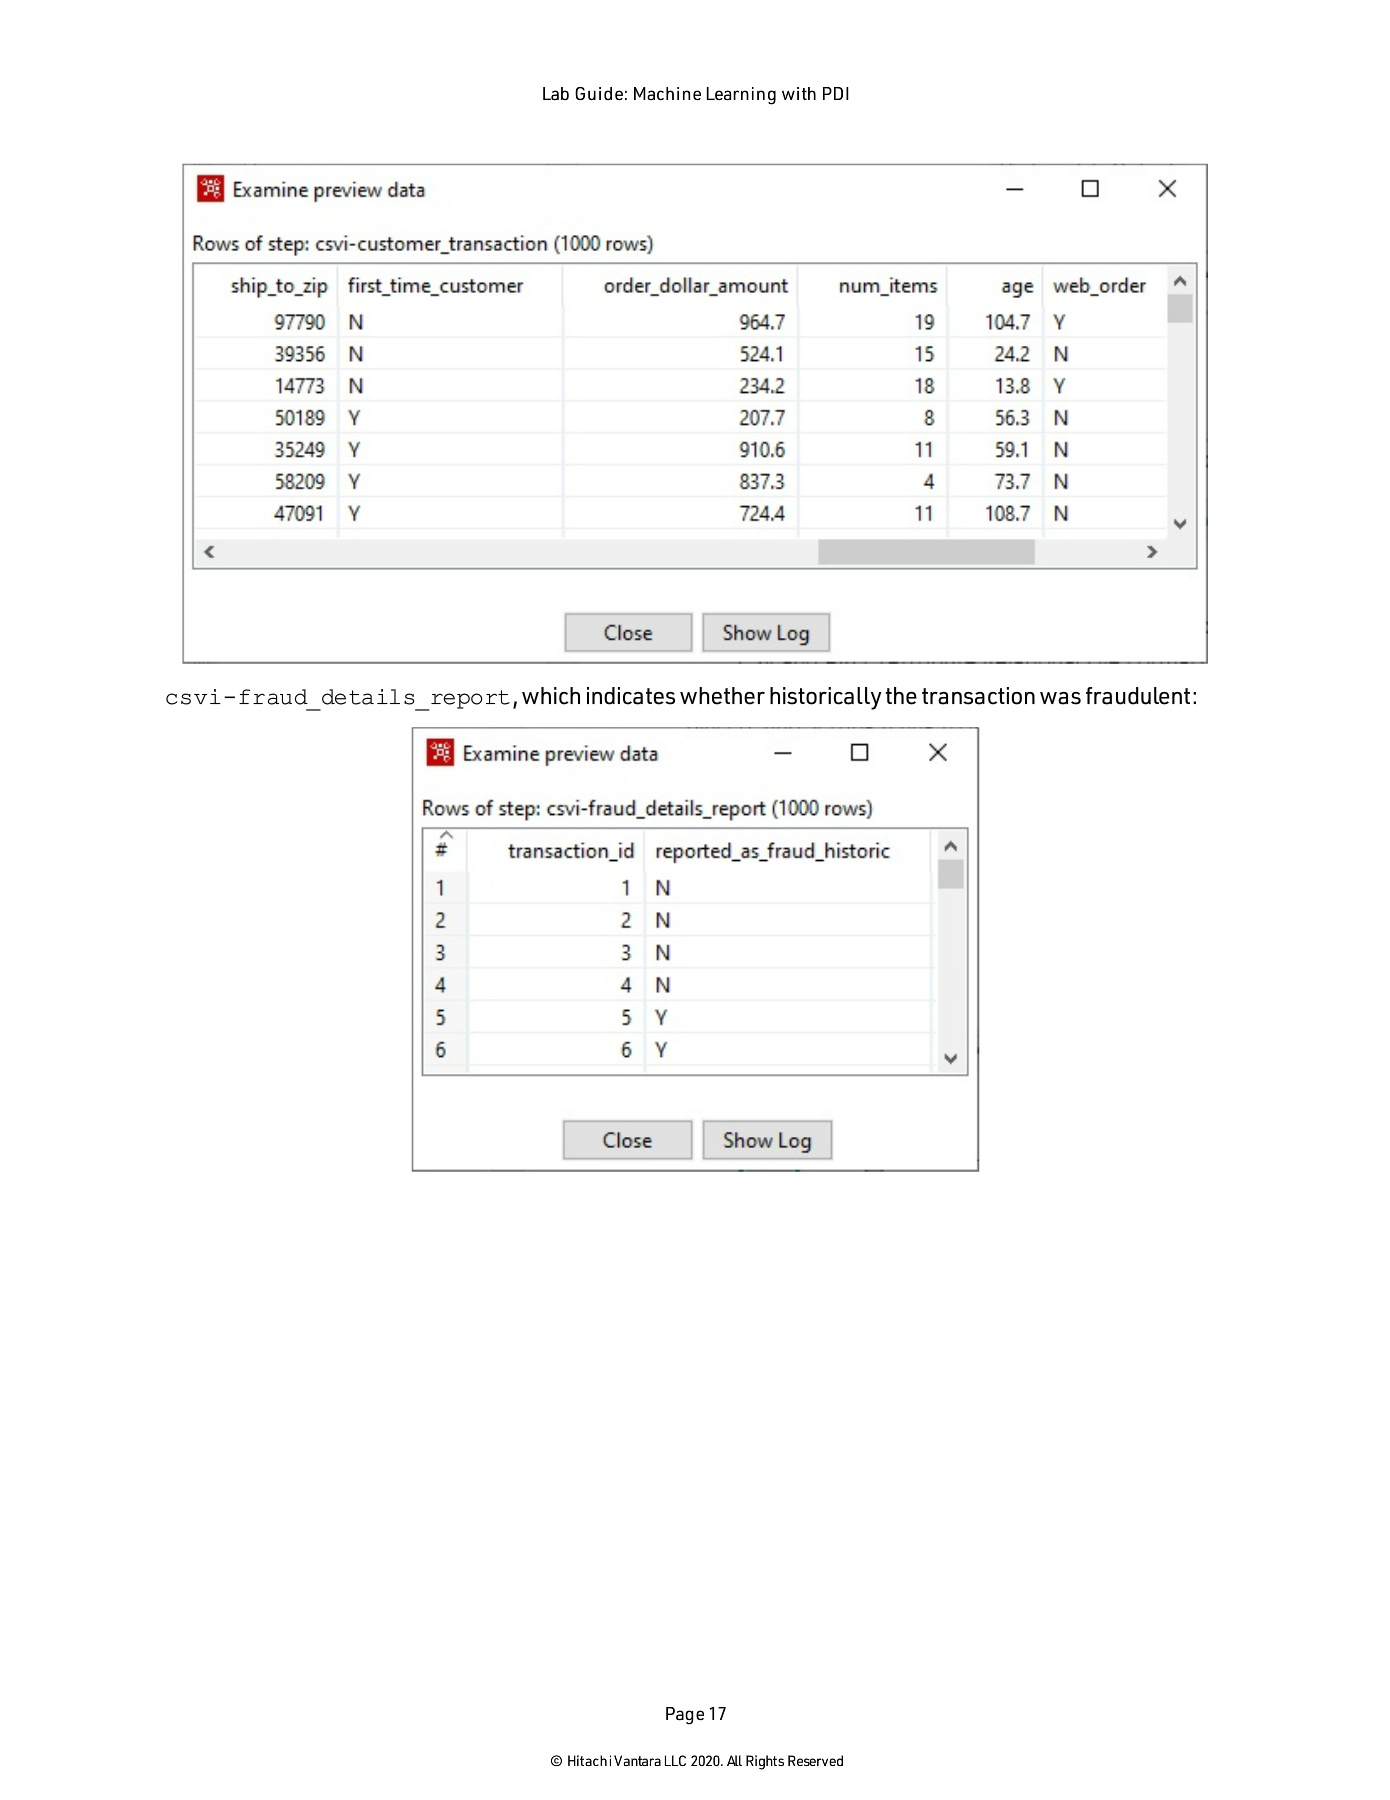 Lab Guide: Machine Learning with PDI
Examine preview data
Rows of step: csvi-customer_transaction (1000 rows)
ship_to_zip first_time_customer order_dollar_amount num_items age web_order
97790 N 964.7 19 104.7 Y
39356 N 524.1 15 24.2 N
14773 N 234.2 18 13.8 Y
50189 Y 207.7 8 56.3 N
35249 Y 910.6 11 59.1 N
58209 Y 837.3 4 73.7 N
47091 Y 724.4 11 108.7 N
Close Show Log
csvi-fraud_details_report, which indicates whether historically the transaction was fraudulent:
Examine preview data
Rows of step: csvi-fraud_details_report (1000 rows)
# transaction_id reported_as_fraud_historic
1 1 N
2 2 N
3 3 N
4 4 N
5 5 Y
6 6 Y
Close Show Log
Page 17
© Hitachi Vantara LLC 2020. All Rights Reserved